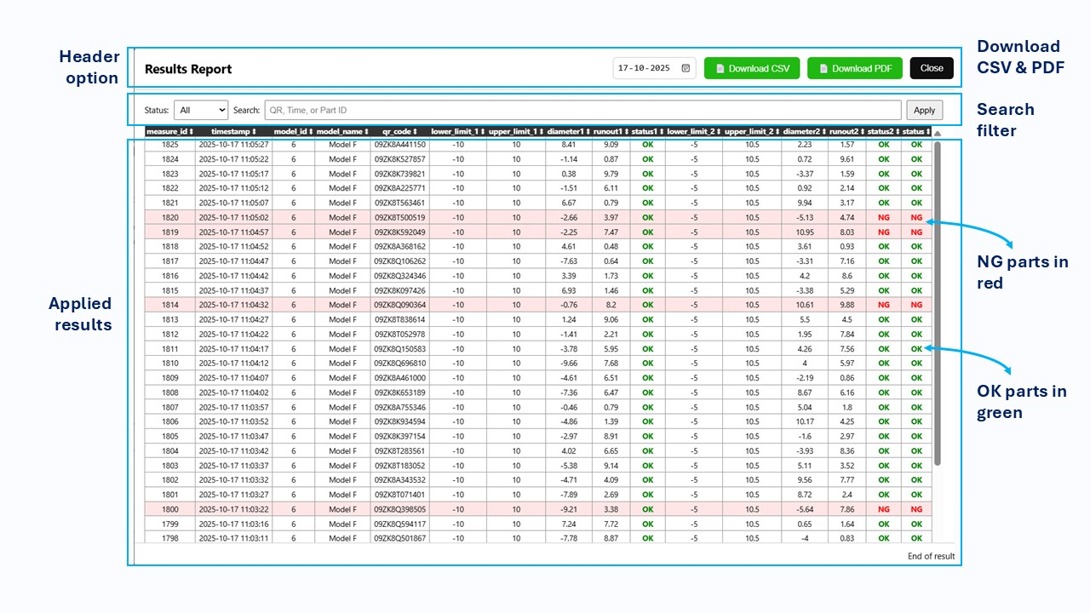 Header
option
Results Report
17-10-2025
Download CSV
Download PDF
Close
Download
CSV & PDF
Status: All Search: QR, Time, or Part ID Apply
Search
filter
measure_id timestamp model_id model_name qr_code lower_limit_1 upper_limit_1 diameter1 runout1 status1 lower_limit_2 upper_limit_2 diameter2 runout2 status2 status
1825 2025-10-17 11:05:27 6 Model F 09ZK8A441150 -10 10 8.41 9.09 OK -5 10.5 2.23 1.57 OK OK
1824 2025-10-17 11:05:22 6 Model F 09ZK8K527857 -10 10 -1.14 0.87 OK -5 10.5 0.72 9.61 OK OK
1823 2025-10-17 11:05:17 6 Model F 09ZK8K739821 -10 10 0.38 9.79 OK -5 10.5 -3.37 1.59 OK OK
1822 2025-10-17 11:05:12 6 Model F 09ZK8A225771 -10 10 -1.51 6.11 OK -5 10.5 0.92 2.14 OK OK
1821 2025-10-17 11:05:07 6 Model F 09ZK8T563461 -10 10 6.67 0.79 OK -5 10.5 9.94 3.17 OK OK
1820 2025-10-17 11:05:02 6 Model F 09ZK8T500519 -10 10 -2.66 3.97 OK -5 10.5 -5.13 4.74 NG NG
1819 2025-10-17 11:04:57 6 Model F 09ZK8K592049 -10 10 -2.25 7.47 OK -5 10.5 10.95 8.03 NG NG
1818 2025-10-17 11:04:52 6 Model F 09ZK8A368162 -10 10 4.61 0.48 OK -5 10.5 3.61 0.93 OK OK
1817 2025-10-17 11:04:47 6 Model F 09ZK8Q106262 -10 10 -7.63 0.64 OK -5 10.5 -3.31 7.16 OK OK
1816 2025-10-17 11:04:42 6 Model F 09ZK8Q324346 -10 10 3.39 1.73 OK -5 10.5 4.2 8.6 OK OK
1815 2025-10-17 11:04:37 6 Model F 09ZK8K097426 -10 10 6.93 1.46 OK -5 10.5 -3.38 5.29 OK OK
1814 2025-10-17 11:04:32 6 Model F 09ZK8Q090364 -10 10 -0.76 8.2 OK -5 10.5 10.61 9.88 NG NG
1813 2025-10-17 11:04:27 6 Model F 09ZK8T838614 -10 10 1.24 9.06 OK -5 10.5 5.5 4.5 OK OK
1812 2025-10-17 11:04:22 6 Model F 09ZK8T052978 -10 10 -1.41 2.21 OK -5 10.5 1.95 7.84 OK OK
1811 2025-10-17 11:04:17 6 Model F 09ZK8Q150583 -10 10 -3.78 5.95 OK -5 10.5 4.26 7.56 OK OK
1810 2025-10-17 11:04:12 6 Model F 09ZK8Q696810 -10 10 -9.66 7.68 OK -5 10.5 4 5.97 OK OK
1809 2025-10-17 11:04:07 6 Model F 09ZK8A461000 -10 10 -4.61 6.51 OK -5 10.5 -2.19 0.86 OK OK
1808 2025-10-17 11:04:02 6 Model F 09ZK8K653189 -10 10 -7.36 6.47 OK -5 10.5 8.67 6.16 OK OK
1807 2025-10-17 11:03:57 6 Model F 09ZK8A755346 -10 10 -0.46 0.79 OK -5 10.5 5.04 1.8 OK OK
1806 2025-10-17 11:03:52 6 Model F 09ZK8K934594 -10 10 -4.86 1.39 OK -5 10.5 10.17 4.25 OK OK
1805 2025-10-17 11:03:47 6 Model F 09ZK8K397154 -10 10 -2.97 8.91 OK -5 10.5 -1.6 2.97 OK OK
1804 2025-10-17 11:03:42 6 Model F 09ZK8T283561 -10 10 4.02 6.65 OK -5 10.5 -3.93 8.36 OK OK
1803 2025-10-17 11:03:37 6 Model F 09ZK8T183052 -10 10 -5.38 9.14 OK -5 10.5 5.11 3.52 OK OK
1802 2025-10-17 11:03:32 6 Model F 09ZK8A343532 -10 10 -4.71 4.09 OK -5 10.5 9.56 7.77 OK OK
1801 2025-10-17 11:03:27 6 Model F 09ZK8T071401 -10 10 -7.89 2.69 OK -5 10.5 8.72 2.4 OK OK
1800 2025-10-17 11:03:22 6 Model F 09ZK8Q398505 -10 10 -9.21 3.38 OK -5 10.5 -5.64 7.86 NG NG
1799 2025-10-17 11:03:16 6 Model F 09ZK8Q594117 -10 10 7.24 7.72 OK -5 10.5 0.65 1.64 OK OK
1798 2025-10-17 11:03:11 6 Model F 09ZK8Q501867 -10 10 -7.78 8.87 OK -5 10.5 -4 0.83 OK OK
End of result
Applied
results
NG parts in
red
OK parts in
green